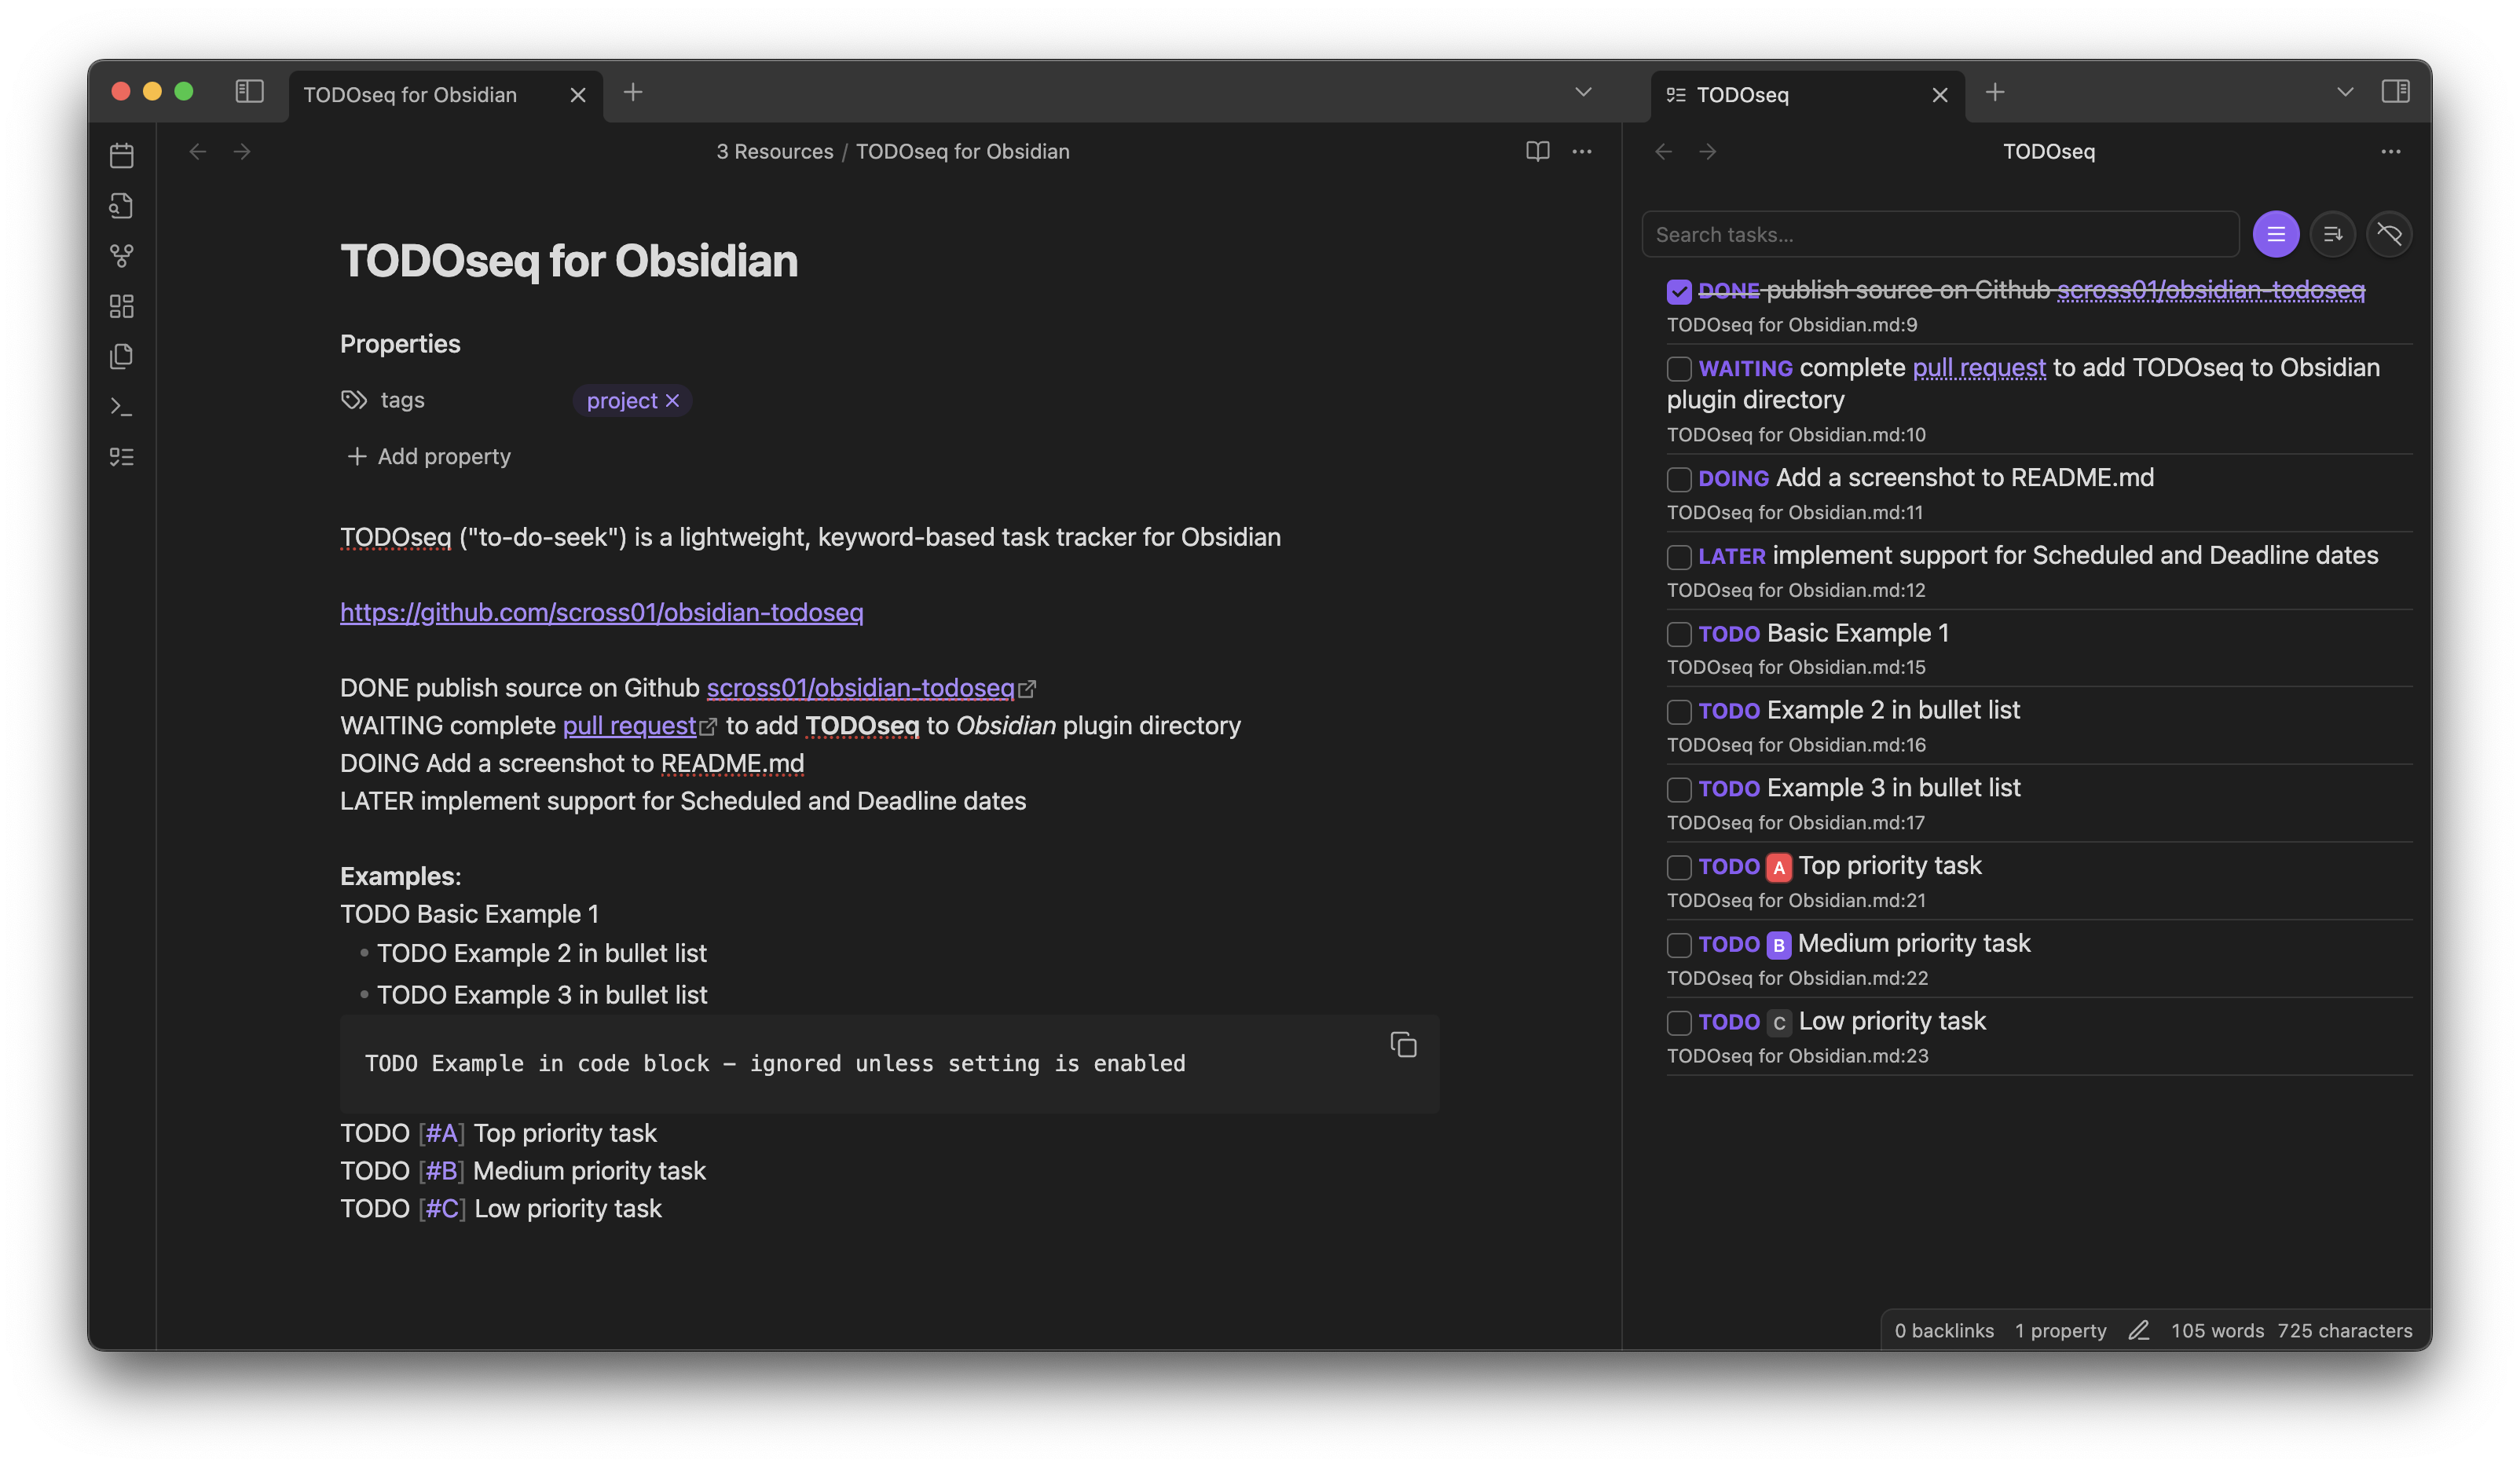 TODOseq for Obsidian
TODOseq
3 Resources / TODOseq for Obsidian
TODOseq for Obsidian
Properties
tags project
Add property
TODOseq ("to-do-seek") is a lightweight, keyword-based task tracker for Obsidian
https://github.com/scross01/obsidian-todoseq
DONE publish source on Github scross01/obsidian-todoseq
WAITING complete pull request to add TODOseq to Obsidian plugin directory
DOING Add a screenshot to README.md
LATER implement support for Scheduled and Deadline dates
Examples:
TODO Basic Example 1
• TODO Example 2 in bullet list
• TODO Example 3 in bullet list
TODO Example in code block – ignored unless setting is enabled
TODO [#A] Top priority task
TODO [#B] Medium priority task
TODO [#C] Low priority task
TODOseq
Search tasks...
DONE publish source on Github scross01/obsidian-todoseq
TODOseq for Obsidian.md:9
WAITING complete pull request to add TODOseq to Obsidian
plugin directory
TODOseq for Obsidian.md:10
DOING Add a screenshot to README.md
TODOseq for Obsidian.md:11
LATER implement support for Scheduled and Deadline dates
TODOseq for Obsidian.md:12
TODO Basic Example 1
TODOseq for Obsidian.md:15
TODO Example 2 in bullet list
TODOseq for Obsidian.md:16
TODO Example 3 in bullet list
TODOseq for Obsidian.md:17
TODO A Top priority task
TODOseq for Obsidian.md:21
TODO B Medium priority task
TODOseq for Obsidian.md:22
TODO C Low priority task
TODOseq for Obsidian.md:23
0 backlinks 1 property 105 words 725 characters